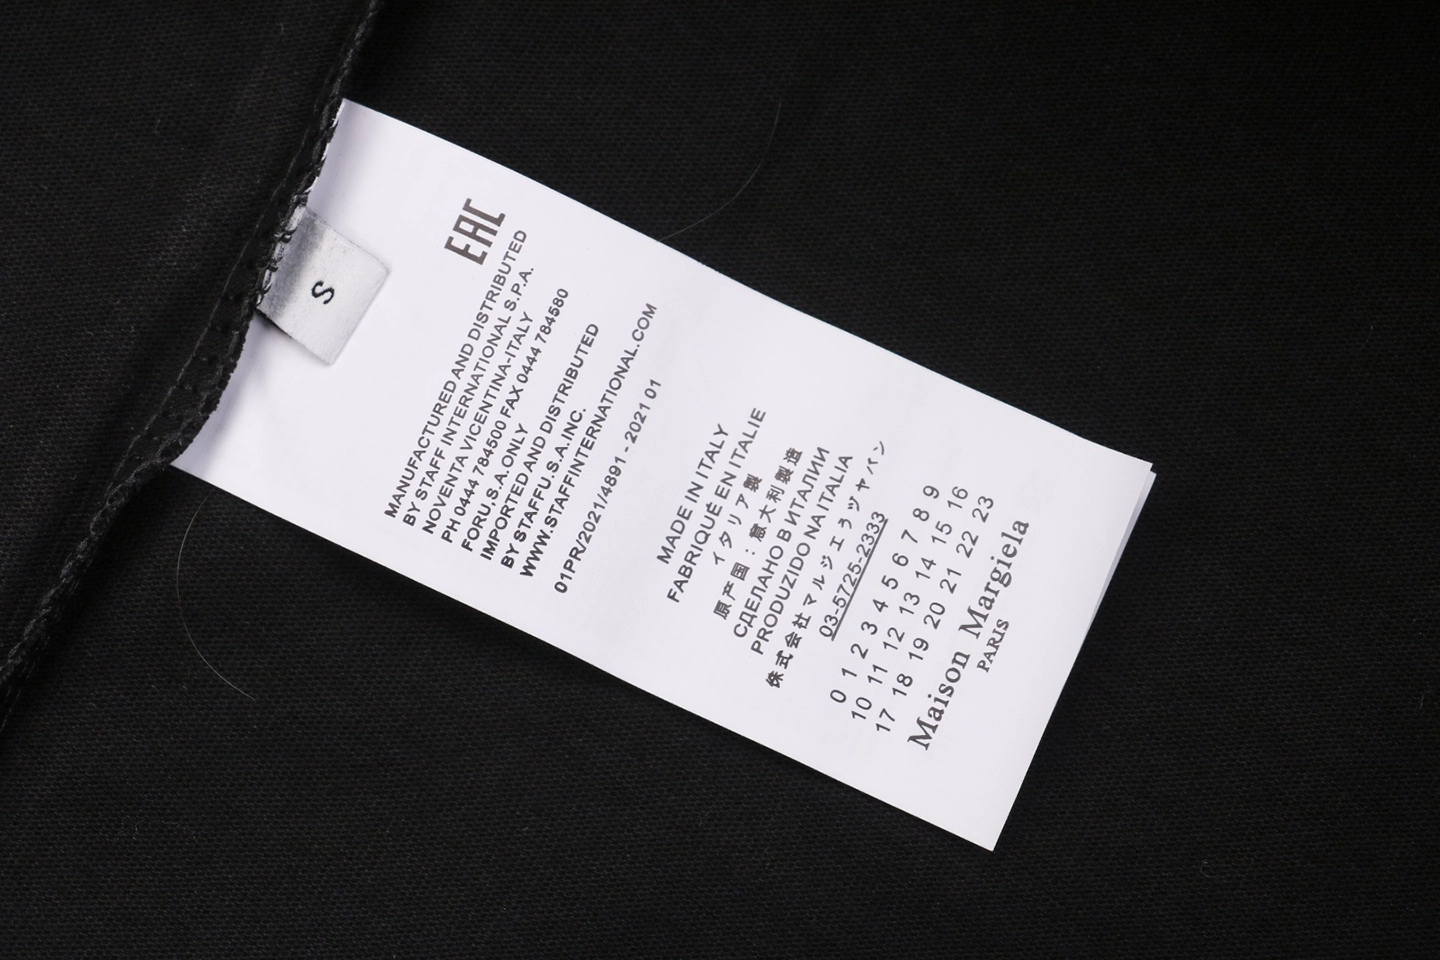 S
EAC
MANUFACTURED AND DISTRIBUTED
BY STAFF INTERNATIONAL S.P.A.
NOVENTA VICENTINA-ITALY
PH 0444 784500 FAX 0444 784580
FORU,S.A.ONLY
IMPORTED AND DISTRIBUTED
BY STAFFU.S.A.INC.
WWW.STAFFINTERNATIONAL.COM
01PR/2021/4891 - 2021 01
MADE IN ITALY
FABRIQUÉ EN ITALIE
イタリア製
原产国：意大利製造
СДЕЛАНО В ИТАЛИИ
PRODUZIDO NA ITALIA
株式会社マルジェラジャパン
03-5725-2333
0 1 2 3 4 5 6 7 8 9
10 11 12 13 14 15 16
17 18 19 20 21 22 23
Maison Margiela
PARIS